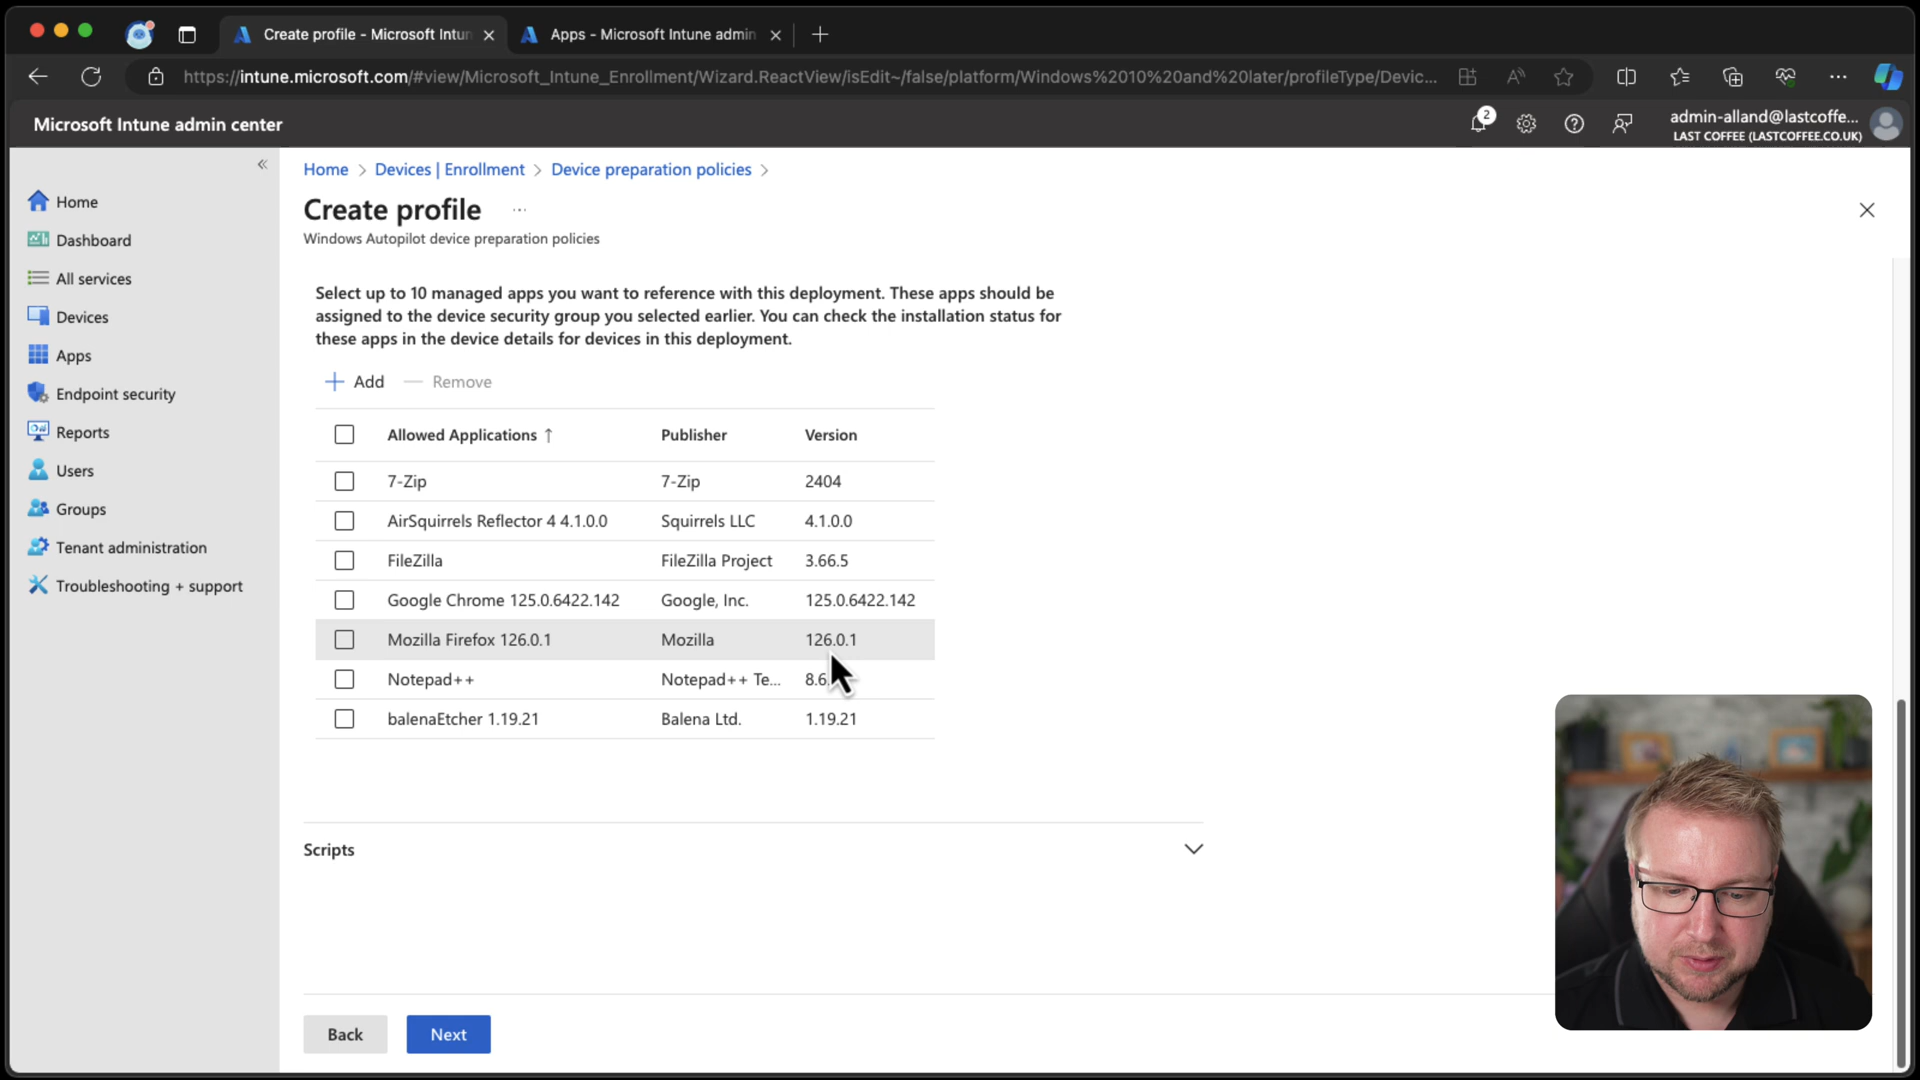 Create profile - Microsoft Intun
Apps - Microsoft Intune admin
https://intune.microsoft.com/#view/Microsoft_Intune_Enrollment/Wizard.ReactView/isEdit~/false/platform/Windows%2010%20and%20later/profileType/Devic...
Microsoft Intune admin center
2
admin-alland@lastcoffe...
LAST COFFEE (LASTCOFFEE.CO.UK)
Home
Dashboard
All services
Devices
Apps
Endpoint security
Reports
Users
Groups
Tenant administration
Troubleshooting + support
Home > Devices | Enrollment > Device preparation policies >
Create profile ...
Windows Autopilot device preparation policies
Select up to 10 managed apps you want to reference with this deployment. These apps should be
assigned to the device security group you selected earlier. You can check the installation status for
these apps in the device details for devices in this deployment.
+ Add — Remove
Allowed Applications ↑ Publisher Version
7-Zip 7-Zip 2404
AirSquirrels Reflector 4 4.1.0.0 Squirrels LLC 4.1.0.0
FileZilla FileZilla Project 3.66.5
Google Chrome 125.0.6422.142 Google, Inc. 125.0.6422.142
Mozilla Firefox 126.0.1 Mozilla 126.0.1
Notepad++ Notepad++ Te...
balenaEtcher 1.19.21 Balena Ltd. 1.19.21
Scripts
Back Next